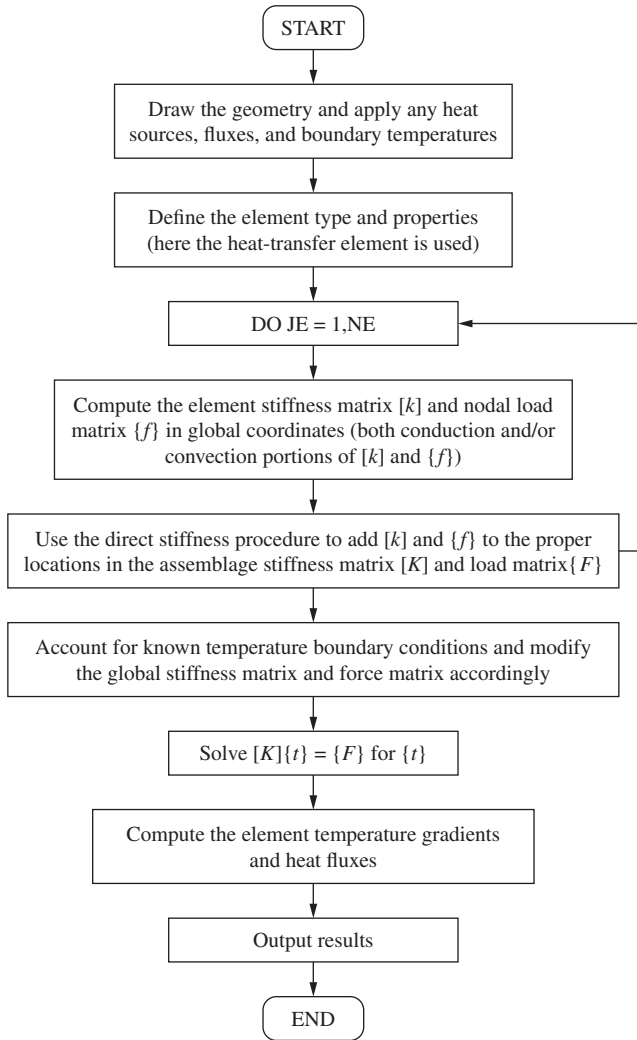 START
Draw the geometry and apply any heat
sources, fluxes, and boundary temperatures
Define the element type and properties
(here the heat-transfer element is used)
DO JE = 1,NE
Compute the element stiffness matrix [k] and nodal load
matrix {f} in global coordinates (both conduction and/or
convection portions of [k] and {f})
Use the direct stiffness procedure to add [k] and {f} to the proper
locations in the assemblage stiffness matrix [K] and load matrix{F}
Account for known temperature boundary conditions and modify
the global stiffness matrix and force matrix accordingly
Solve [K]{t} = {F} for {t}
Compute the element temperature gradients
and heat fluxes
Output results
END